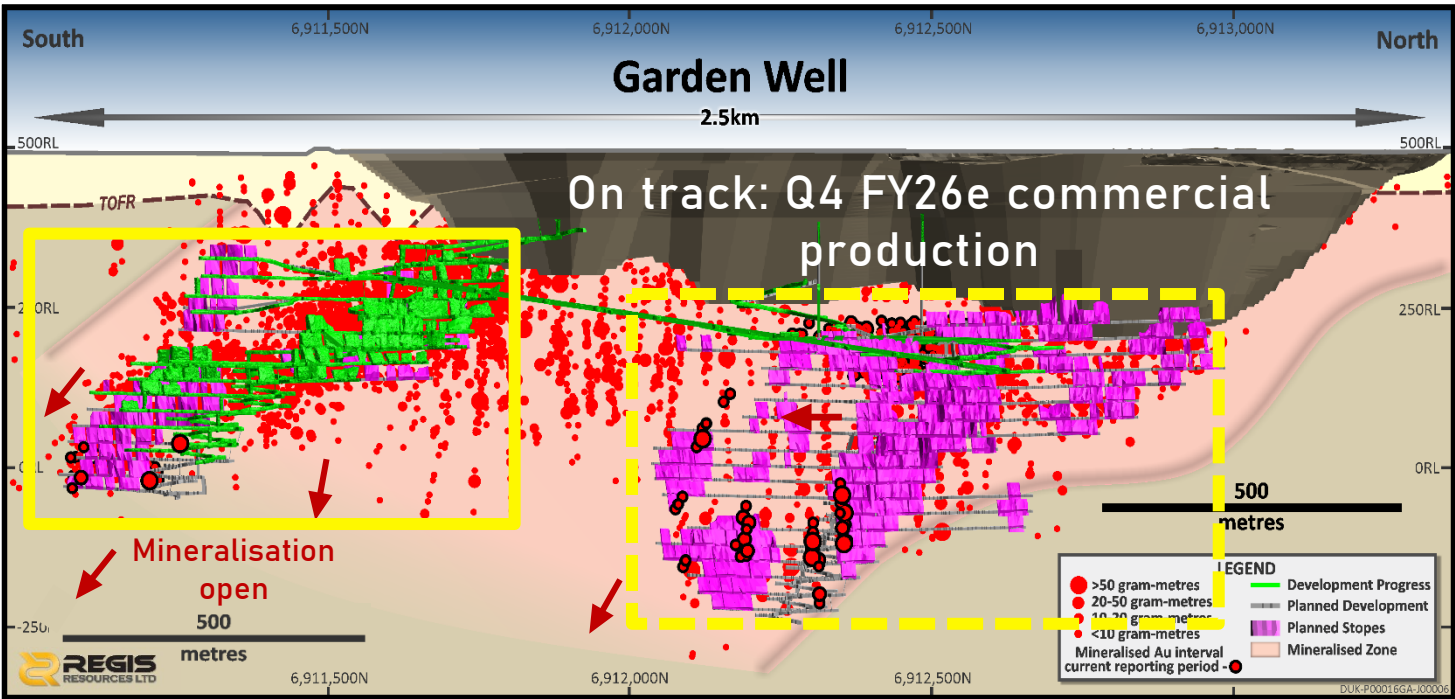 6,911,500N 6,912,000N 6,912,500N 6,913,000N
South North
Garden Well
2.5km
500RL 500RL
On track: Q4 FY26e commercial
production
TOFR
250RL 250RL
0RL 0RL
500
metres
Mineralisation
open
LEGEND
>50 gram-metres
20-50 gram-metres
10-20 gram-metres
<10 gram-metres
Mineralised Au interval
current reporting period -
Development Progress
Planned Development
Planned Stopes
Mineralised Zone
-250
500
metres
REGIS
RESOURCES LTD
6,911,500N 6,912,000N 6,912,500N
DUK-P00016GA-J00006